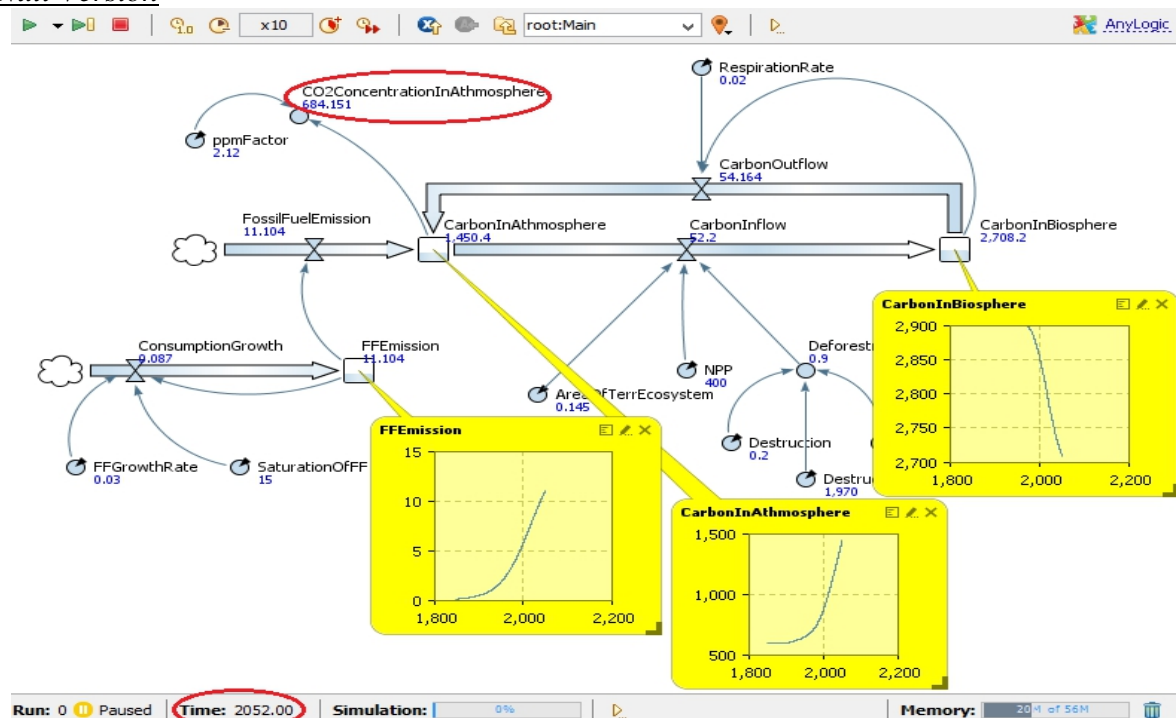 x10
root:Main
AnyLogic
RespirationRate
0.02
CO2ConcentrationInAthmosphere
684.151
ppmFactor
2.12
CarbonOutflow
54.164
FossilFuelEmission
11.104
CarbonInAthmosphere
1,450.4
CarbonInflow
52.2
CarbonInBiosphere
2,708.2
CarbonInBiosphere
2,900
2,850
2,800
2,750
2,700
1,800 2,000 2,200
ConsumptionGrowth
0.087
FFEmission
11.104
Deforestr
0.9
NPP
400
AreaOfTerrEcosystem
0.145
FFGrowthRate
0.03
SaturationOfFF
15
Destruction
0.2
Destru
1,970
FFEmission
15
10
5
0
1,800 2,000 2,200
CarbonInAthmosphere
1,500
1,000
500
1,800 2,000 2,200
Run: 0 Paused Time: 2052.00 Simulation: 0% Memory: 20M of 56M